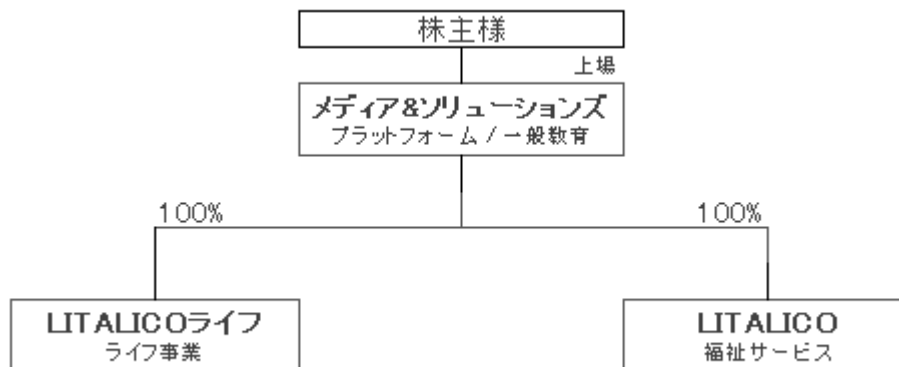 株主様
上場
メディア&ソリューションズ
プラットフォーム / 一般教育
100%
100%
LITALICOライフ
ライフ事業
LITALICO
福祉サービス